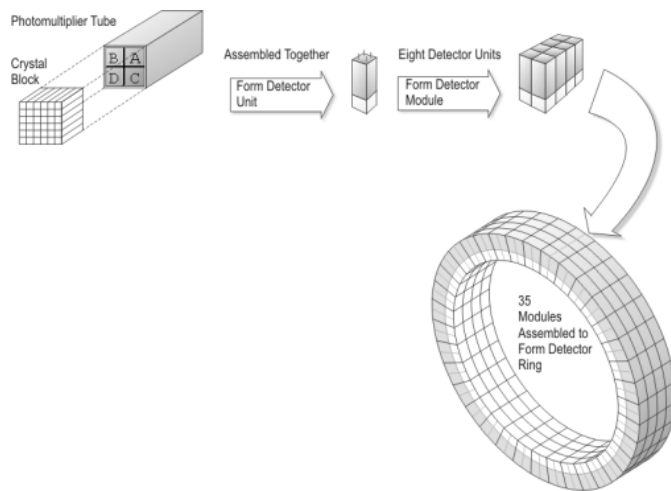 Photomultiplier Tube
Crystal
Block
B A
D C
Assembled Together
Form Detector
Unit
Eight Detector Units
Form Detector
Module
35
Modules
Assembled to
Form Detector
Ring